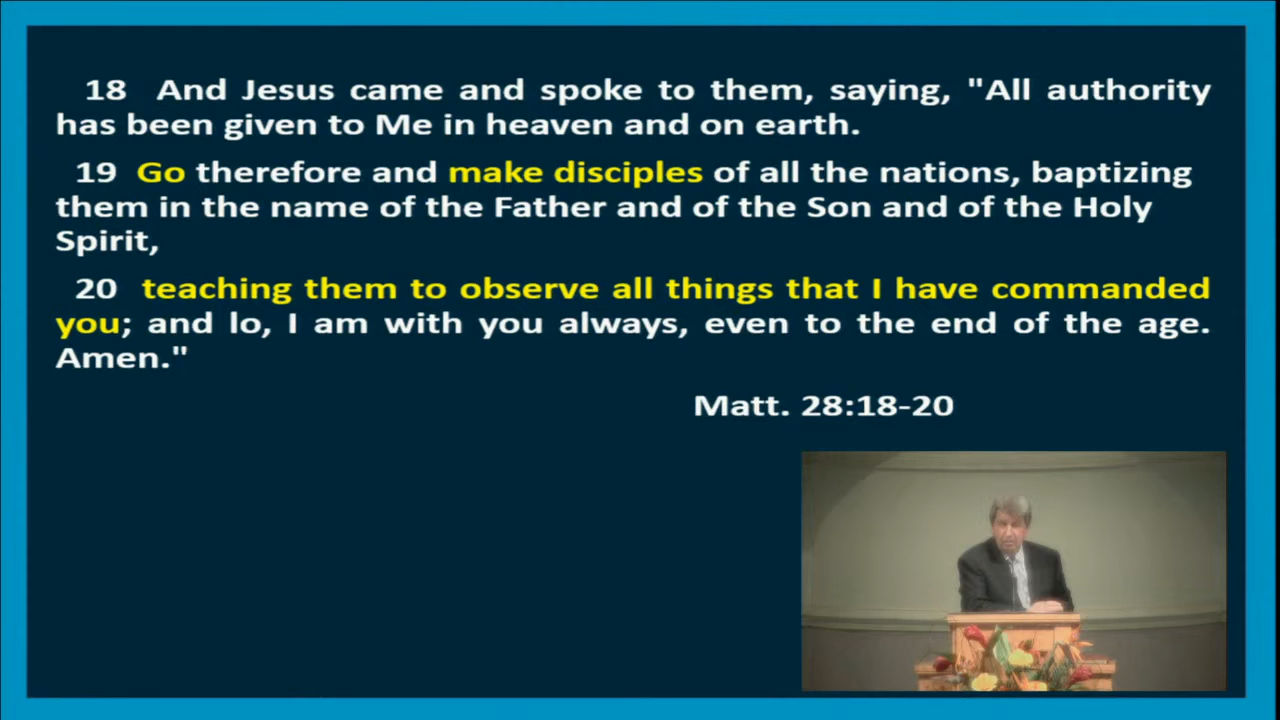 18 And Jesus came and spoke to them, saying, "All authority
has been given to Me in heaven and on earth.
19 Go therefore and make disciples of all the nations, baptizing
them in the name of the Father and of the Son and of the Holy
Spirit,
20 teaching them to observe all things that I have commanded
you; and lo, I am with you always, even to the end of the age.
Amen."
Matt. 28:18-20